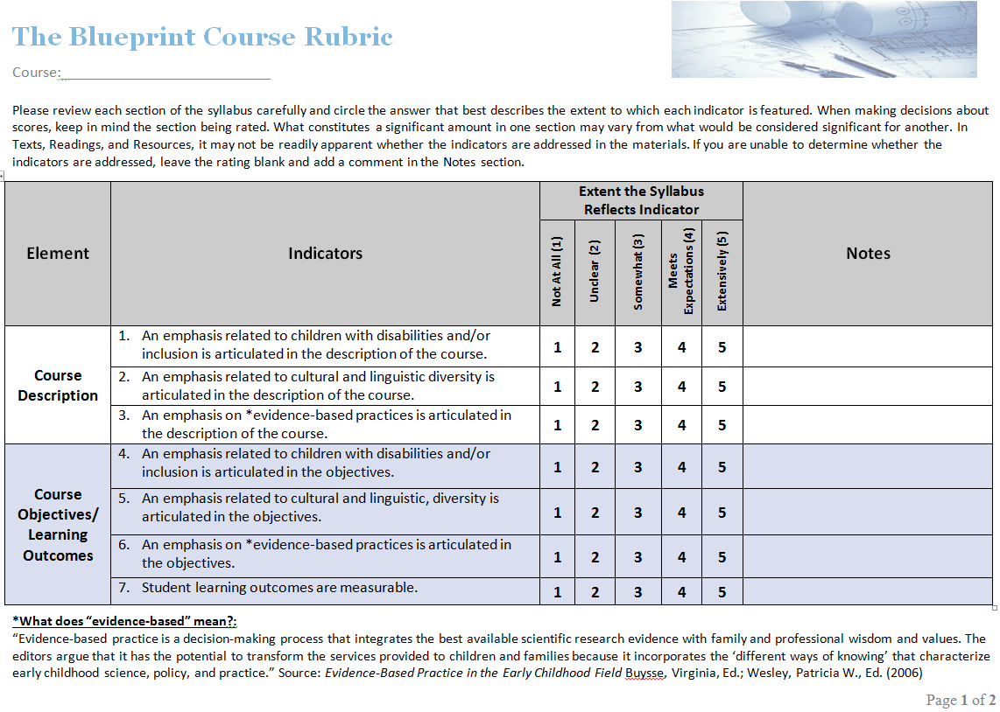 The Blueprint Course Rubric
Course:
Please review each section of the syllabus carefully and circle the answer that best describes the extent to which each indicator is featured. When making decisions about
scores, keep in mind the section being rated. What constitutes a significant amount in one section may vary from what would be considered significant for another. In
Texts, Readings, and Resources, it may not be readily apparent whether the indicators are addressed in the materials. If you are unable to determine whether the
indicators are addressed, leave the rating blank and add a comment in the Notes section.
Element
Indicators
Extent the Syllabus
Reflects Indicator
Not At All (1)
Unclear (2)
Somewhat (3)
Meets
Expectations (4)
Extensively (5)
Notes
Course
Description
1. An emphasis related to children with disabilities and/or
inclusion is articulated in the description of the course.
1 2 3 4 5
2. An emphasis related to cultural and linguistic diversity is
articulated in the description of the course.
1 2 3 4 5
3. An emphasis on *evidence-based practices is articulated in
the description of the course.
1 2 3 4 5
Course
Objectives/
Learning
Outcomes
4. An emphasis related to children with disabilities and/or
inclusion is articulated in the objectives.
1 2 3 4 5
5. An emphasis related to cultural and linguistic, diversity is
articulated in the objectives.
1 2 3 4 5
6. An emphasis on *evidence-based practices is articulated in
the objectives.
1 2 3 4 5
7. Student learning outcomes are measurable.
1 2 3 4 5
*What does “evidence-based” mean?:
“Evidence-based practice is a decision-making process that integrates the best available scientific research evidence with family and professional wisdom and values. The
editors argue that it has the potential to transform the services provided to children and families because it incorporates the ‘different ways of knowing’ that characterize
early childhood science, policy, and practice.” Source: Evidence-Based Practice in the Early Childhood Field Buysse, Virginia, Ed.; Wesley, Patricia W., Ed. (2006)
Page 1 of 2